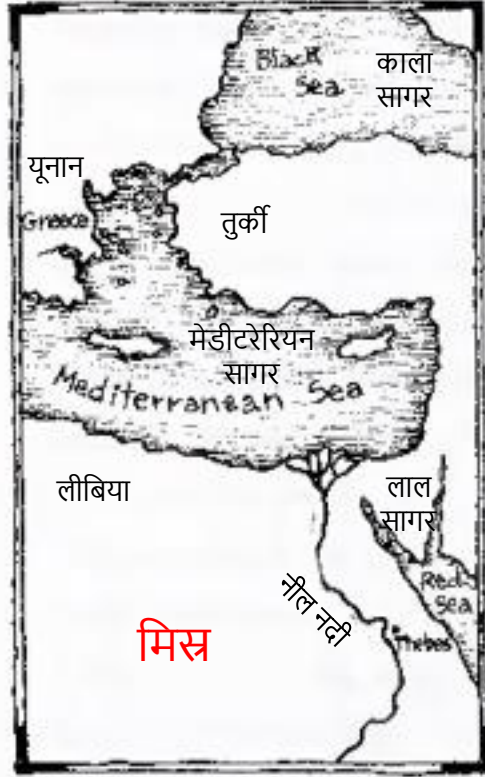 Black
Sea
काला
सागर
यूनान
Greece
तुर्की
मेडीटरेरियन
सागर
Mediterranean Sea
लीबिया
लाल
सागर
Red
Sea
नील नदी
Thebes
मिस्र